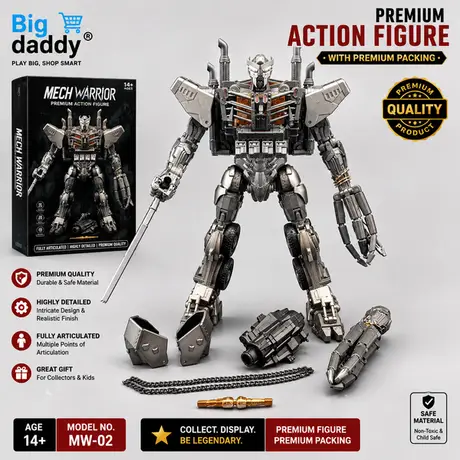 Big
daddy®
PLAY BIG, SHOP SMART
PREMIUM
ACTION FIGURE
• WITH PREMIUM PACKING •
14+
AGES
MECH WARRIOR
PREMIUM ACTION FIGURE
MECH WARRIOR
FULLY ARTICULATED | HIGHLY DETAILED | PREMIUM QUALITY
PREMIUM
QUALITY
PRODUCT
PREMIUM QUALITY
Durable & Safe Material
HIGHLY DETAILED
Intricate Design &
Realistic Finish
FULLY ARTICULATED
Multiple Points of
Articulation
GREAT GIFT
For Collectors & Kids
AGE
14+
MODEL NO.
MW-02
COLLECT. DISPLAY.
BE LEGENDARY.
PREMIUM FIGURE
PREMIUM PACKING
SAFE
MATERIAL
Non-Toxic &
Child Safe